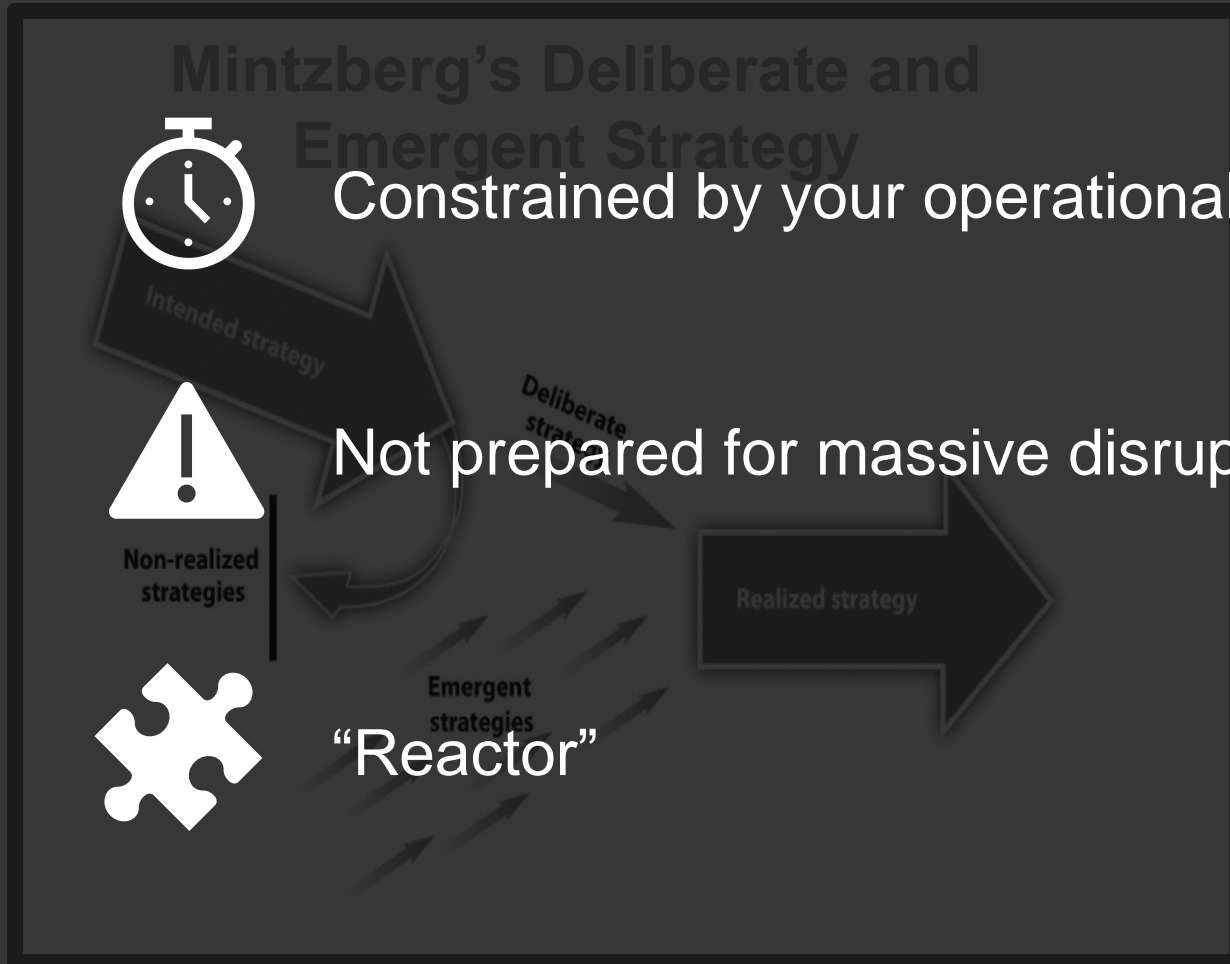 Mintzberg’s Deliberate and
Emergent Strategy
Constrained by your operational
Intended strategy
Deliberate
strategy
Not prepared for massive disrup
Non-realized
strategies
Realized strategy
Emergent
strategies
“Reactor”